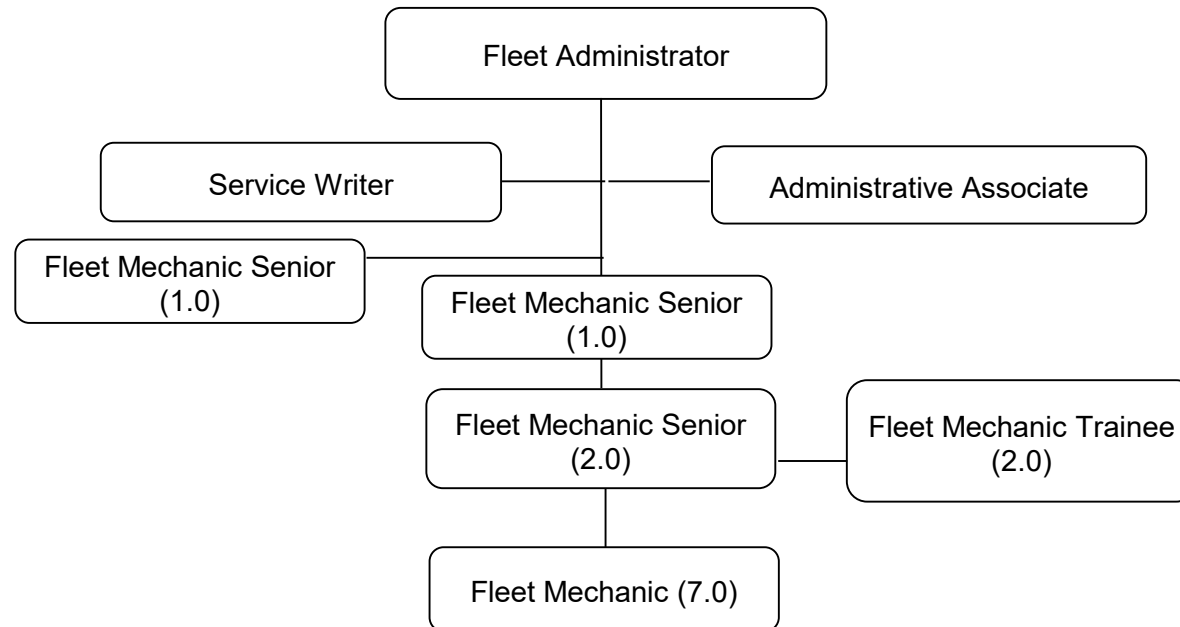 Fleet Administrator
Service Writer
Administrative Associate
Fleet Mechanic Senior
(1.0)
Fleet Mechanic Senior
(1.0)
Fleet Mechanic Senior
(2.0)
Fleet Mechanic Trainee
(2.0)
Fleet Mechanic (7.0)